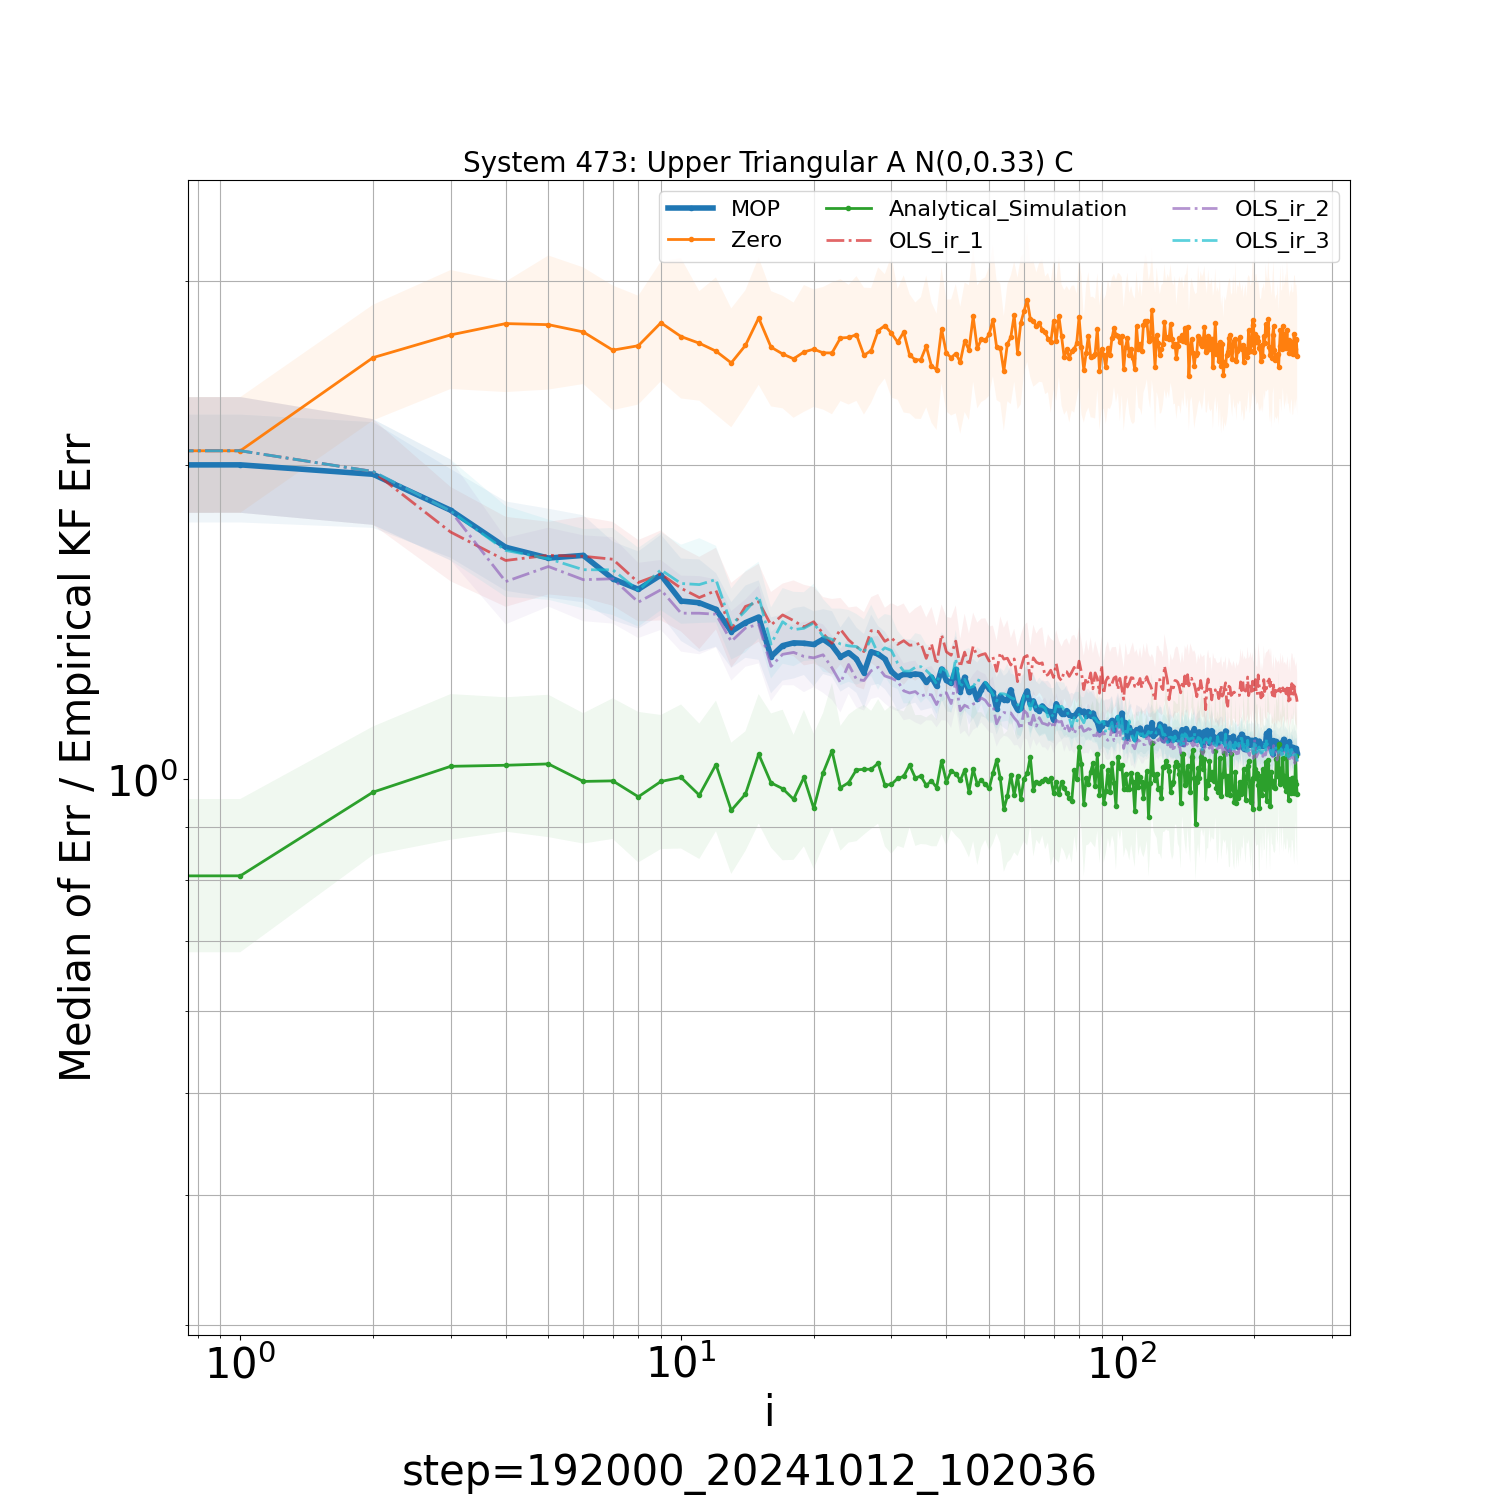 System 473: Upper Triangular A N(0,0.33) C
MOP
Zero
Analytical_Simulation
OLS_ir_1
OLS_ir_2
OLS_ir_3
Median of Err / Empirical KF Err
10⁰
10⁰ 10¹ 10²
i
step=192000_20241012_102036